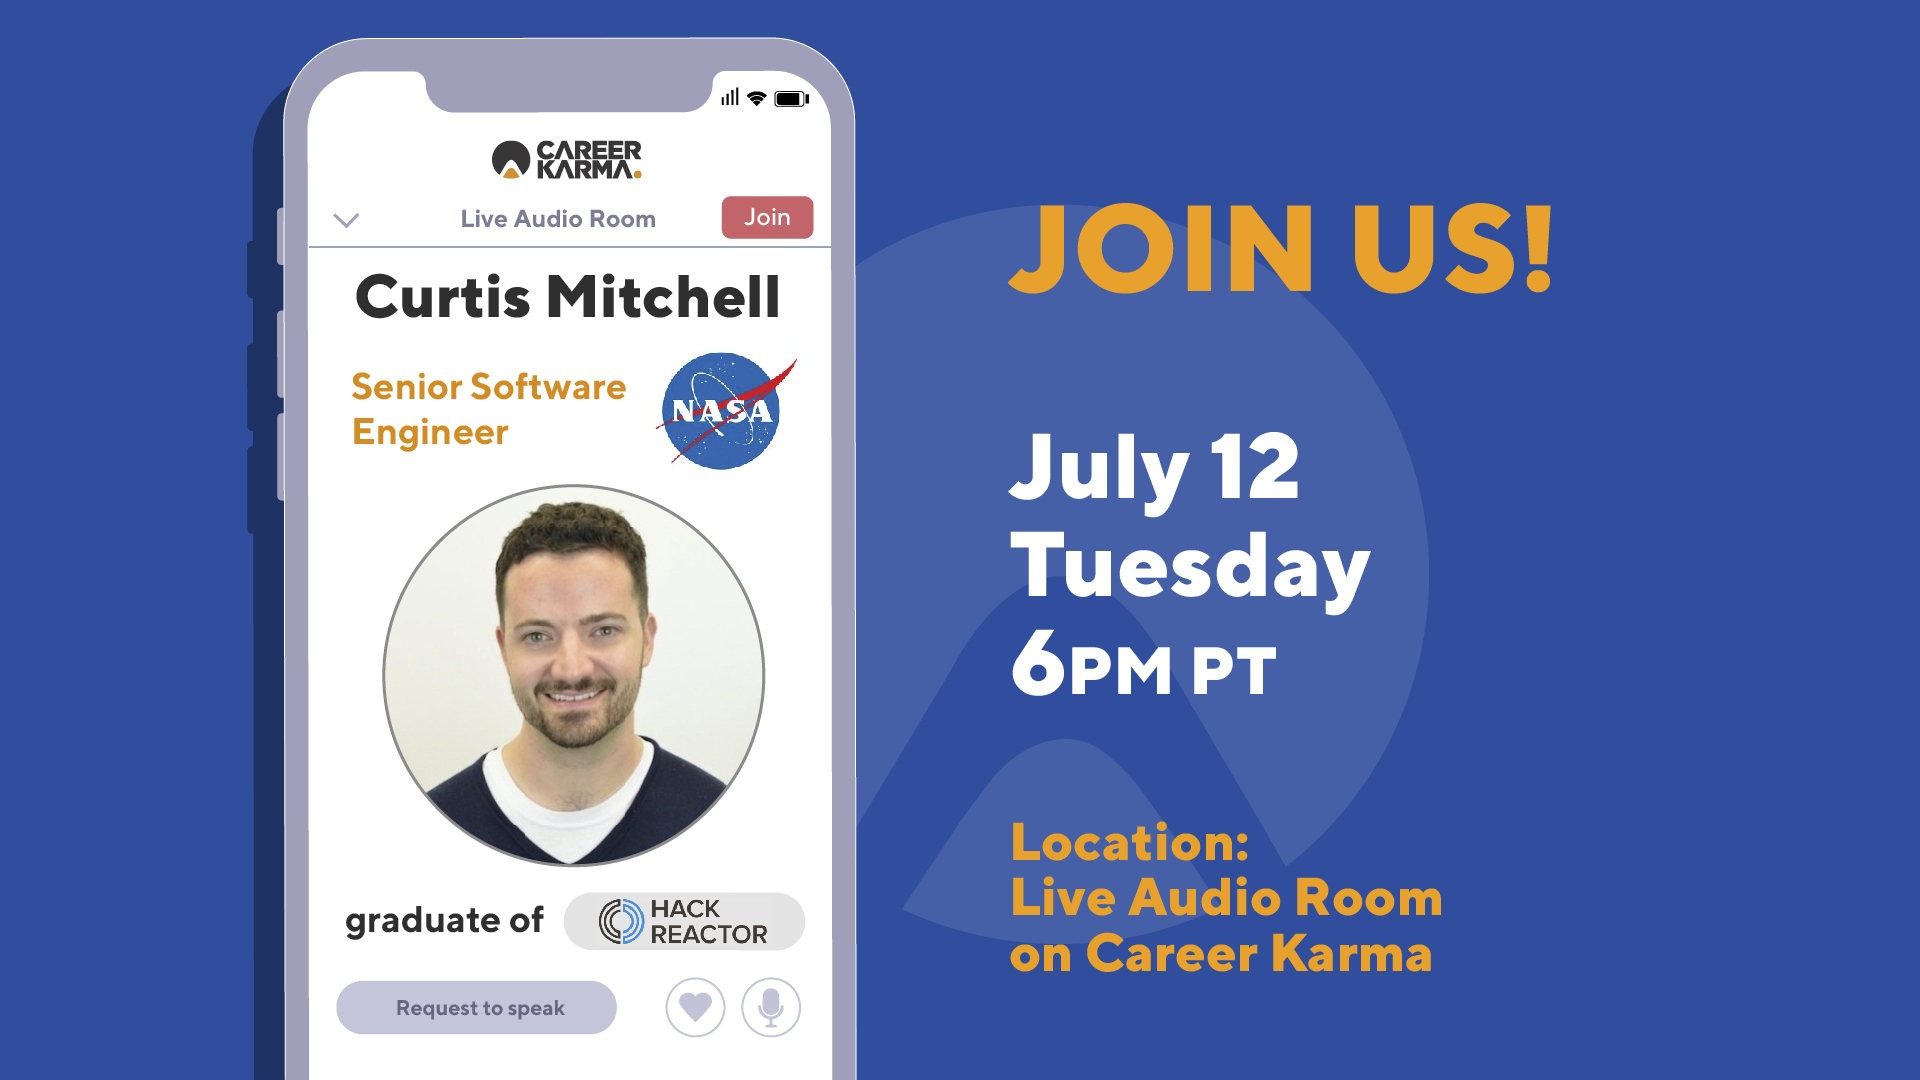 CAREER
KARMA.
Live Audio Room
Join
Curtis Mitchell
Senior Software
Engineer
NASA
graduate of
HACK
REACTOR
Request to speak
JOIN US!
July 12
Tuesday
6PM PT
Location:
Live Audio Room
on Career Karma